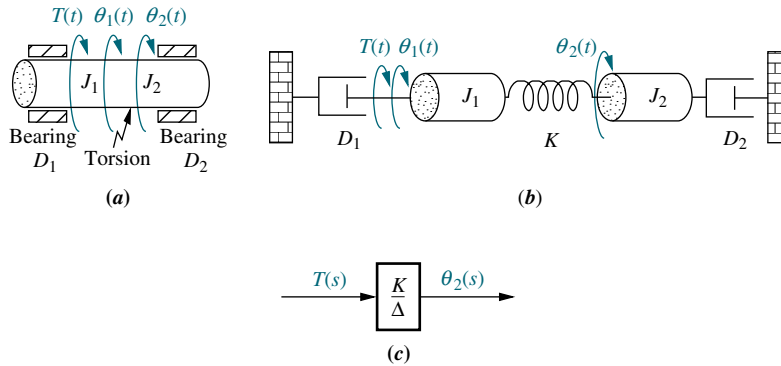 T(t) θ1(t) θ2(t)
J1 J2
Bearing Bearing
D1 Torsion D2
(a)
T(t) θ1(t) θ2(t)
J1 J2
D1 K D2
(b)
T(s) K/Δ θ2(s)
(c)